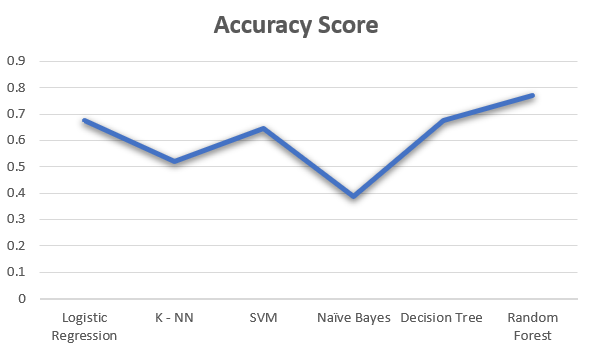 Accuracy Score
0.9
0.8
0.7
0.6
0.5
0.4
0.3
0.2
0.1
0
Logistic
Regression
K - NN
SVM
Naïve Bayes
Decision Tree
Random
Forest